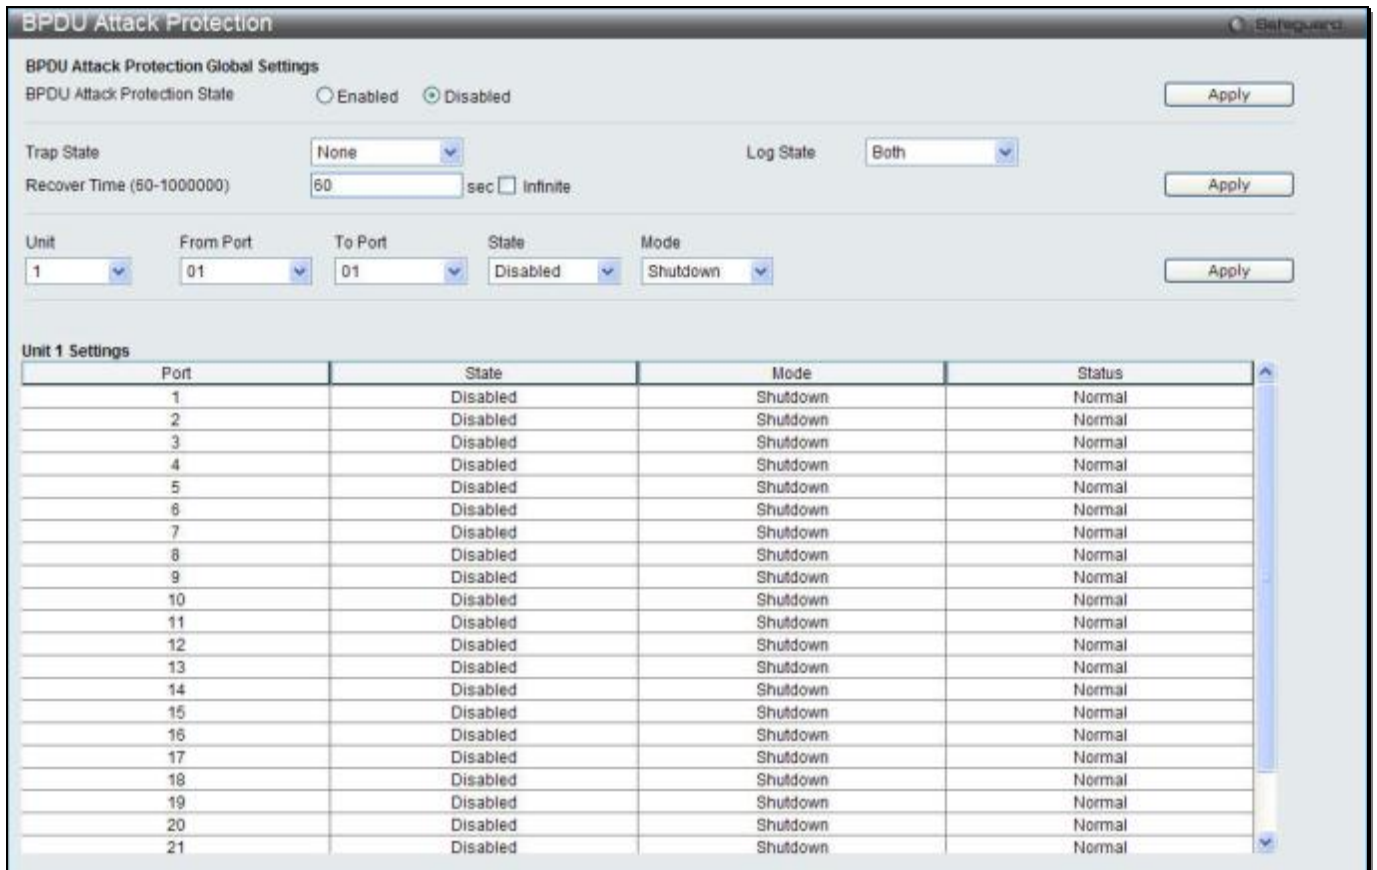 BPDU Attack Protection
Safeguard
BPDU Attack Protection Global Settings
BPDU Attack Protection State Enabled Disabled Apply
Trap State None Log State Both
Recover Time (60-1000000) 60 sec Infinite Apply
Unit From Port To Port State Mode
1 01 01 Disabled Shutdown Apply
Unit 1 Settings
Port State Mode Status
1 Disabled Shutdown Normal
2 Disabled Shutdown Normal
3 Disabled Shutdown Normal
4 Disabled Shutdown Normal
5 Disabled Shutdown Normal
6 Disabled Shutdown Normal
7 Disabled Shutdown Normal
8 Disabled Shutdown Normal
9 Disabled Shutdown Normal
10 Disabled Shutdown Normal
11 Disabled Shutdown Normal
12 Disabled Shutdown Normal
13 Disabled Shutdown Normal
14 Disabled Shutdown Normal
15 Disabled Shutdown Normal
16 Disabled Shutdown Normal
17 Disabled Shutdown Normal
18 Disabled Shutdown Normal
19 Disabled Shutdown Normal
20 Disabled Shutdown Normal
21 Disabled Shutdown Normal